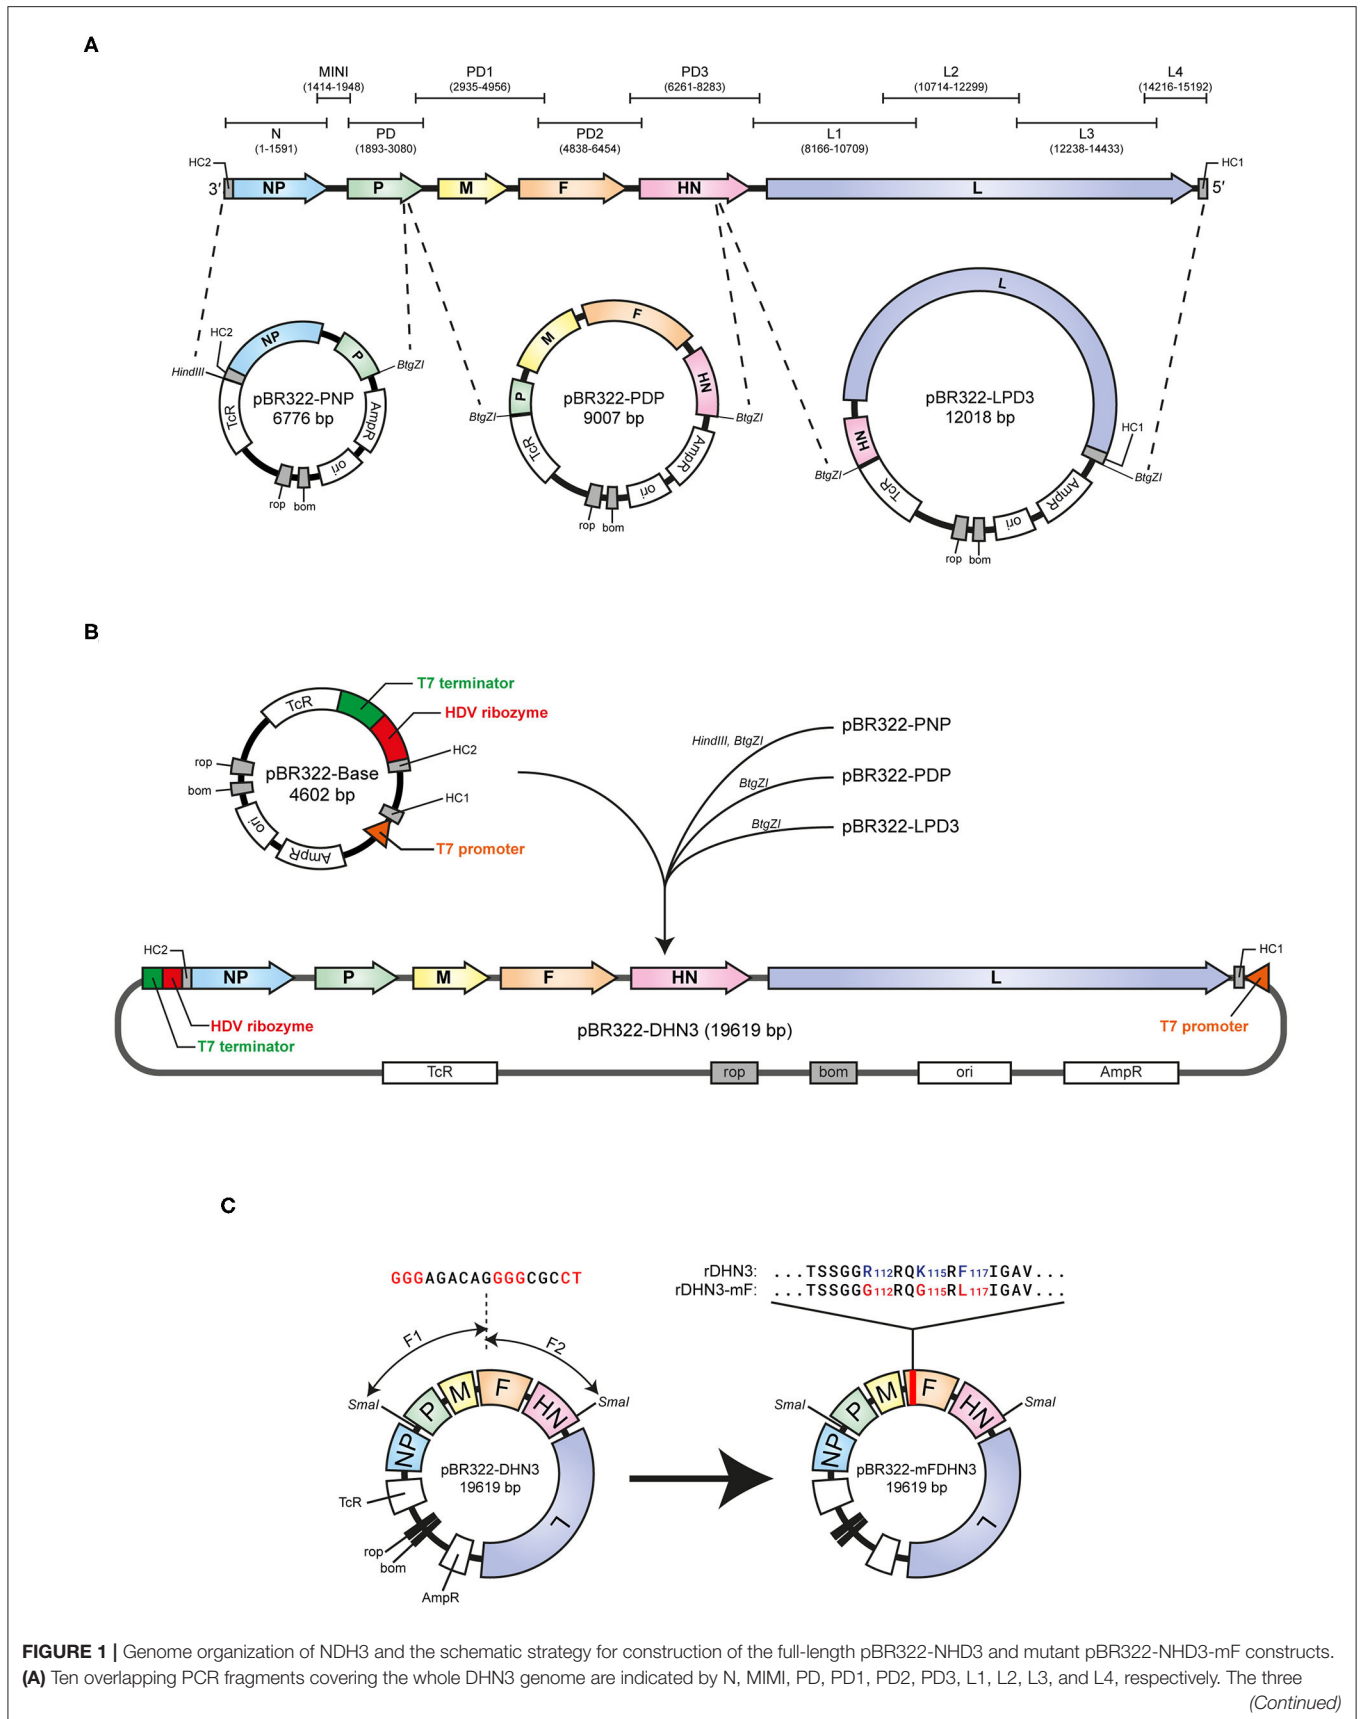 A
MINI
(1414-1948)
PD1
(2935-4956)
PD3
(6261-8283)
L2
(10714-12299)
L4
(14216-15192)
N
(1-1591)
PD
(1893-3080)
PD2
(4838-6454)
L1
(8166-10709)
L3
(12238-14433)
HC2
HC1
3′ NP P M F HN L 5′
HC2
NP
P
HindIII
BtgZI
TcR
AmpR
pBR322-PNP
6776 bp
ori
rop
bom
M
F
P
HN
BtgZI
BtgZI
pBR322-PDP
9007 bp
TcR
AmpR
ori
rop
bom
L
pBR322-LPD3
12018 bp
HN
HC1
BtgZI
BtgZI
TcR
AmpR
ori
rop
bom
B
T7 terminator
TcR
HDV ribozyme
HC2
rop
bom
pBR322-Base
4602 bp
HC1
ori
AmpR
T7 promoter
HindIII, BtgZI
pBR322-PNP
BtgZI
pBR322-PDP
BtgZI
pBR322-LPD3
HC2
HC1
NP P M F HN L
HDV ribozyme
T7 terminator
pBR322-DHN3 (19619 bp)
T7 promoter
TcR rop bom ori AmpR
C
GGGAGACAGGGGCGCCT
F1
F2
SmaI
SmaI
NP
P
M
F
HN
L
pBR322-DHN3
19619 bp
TcR
rop
bom
AmpR
rDHN3: ...TSSGGR112RQK115RF117IGAV...
rDHN3-mF: ...TSSGGG112RQG115RL117IGAV...
SmaI
SmaI
NP
P
M
F
HN
L
pBR322-mFDHN3
19619 bp
FIGURE 1 | Genome organization of NDH3 and the schematic strategy for construction of the full-length pBR322-NHD3 and mutant pBR322-NHD3-mF constructs.
(A) Ten overlapping PCR fragments covering the whole DHN3 genome are indicated by N, MIMI, PD, PD1, PD2, PD3, L1, L2, L3, and L4, respectively. The three
(Continued)